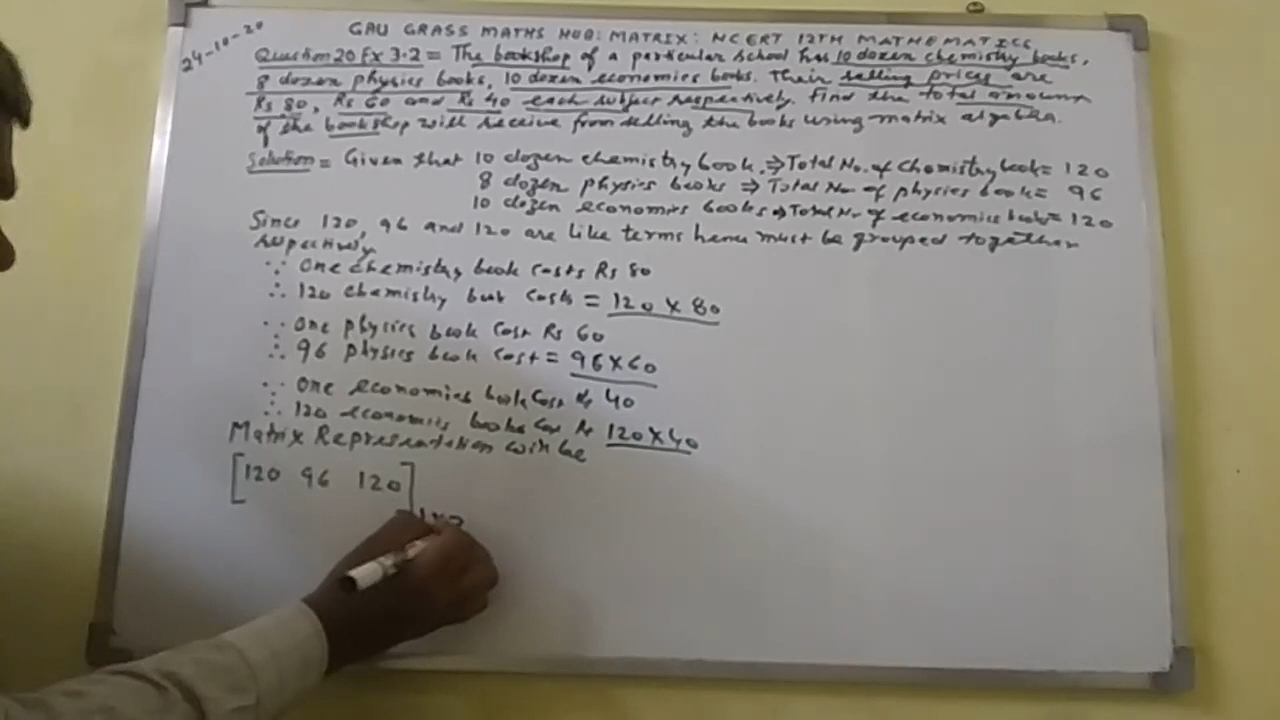 24-10-20
GAU GRASS MATHS HUB: MATRIX: NCERT 12TH MATHEMATICS
Question 20 Ex 3.2 = The bookshop of a particular school has 10 dozen chemistry books,
8 dozen physics books, 10 dozen economics books. Their selling prices are
Rs 80, Rs 60 and Rs 40 each subject respectively. Find the total amount
of the bookshop will receive from selling the books using matrix algebra.
Solution = Given that 10 dozen chemistry book. ⇒ Total No. of Chemistry book = 120
8 dozen physics books ⇒ Total No of physics book = 96
10 dozen economics books ⇒ Total Nr of economics book = 120
Since 120, 96 and 120 are like terms hence must be grouped together
respectively
∵ One chemistry book costs Rs 80
∴ 120 chemistry book costs = 120 × 80
∵ One physics book cost Rs 60
∴ 96 physics book cost = 96×60
∵ One economics book cost Rs 40
∴ 120 economics books cost Rs 120×40
Matrix Representation will be
[120 96 120]
1×3